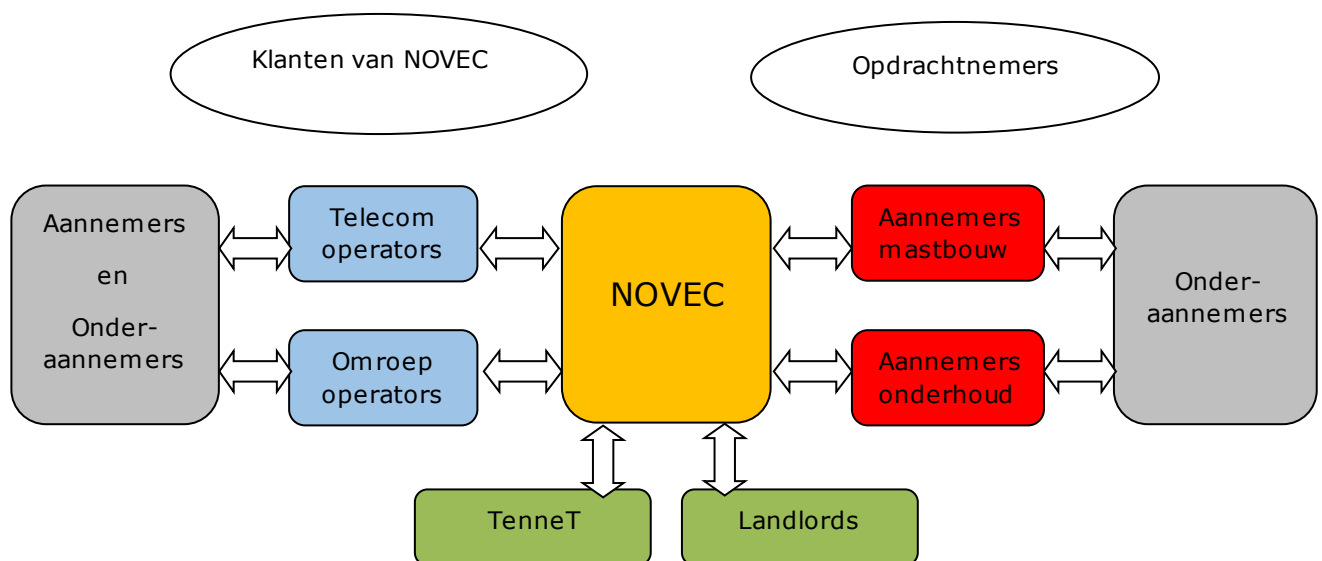 Klanten van NOVEC
Opdrachtnemers
Aannemers
en
Onder-
aannemers
Telecom
operators
Omroep
operators
NOVEC
Aannemers
mastbouw
Aannemers
onderhoud
Onder-
aannemers
TenneT
Landlords